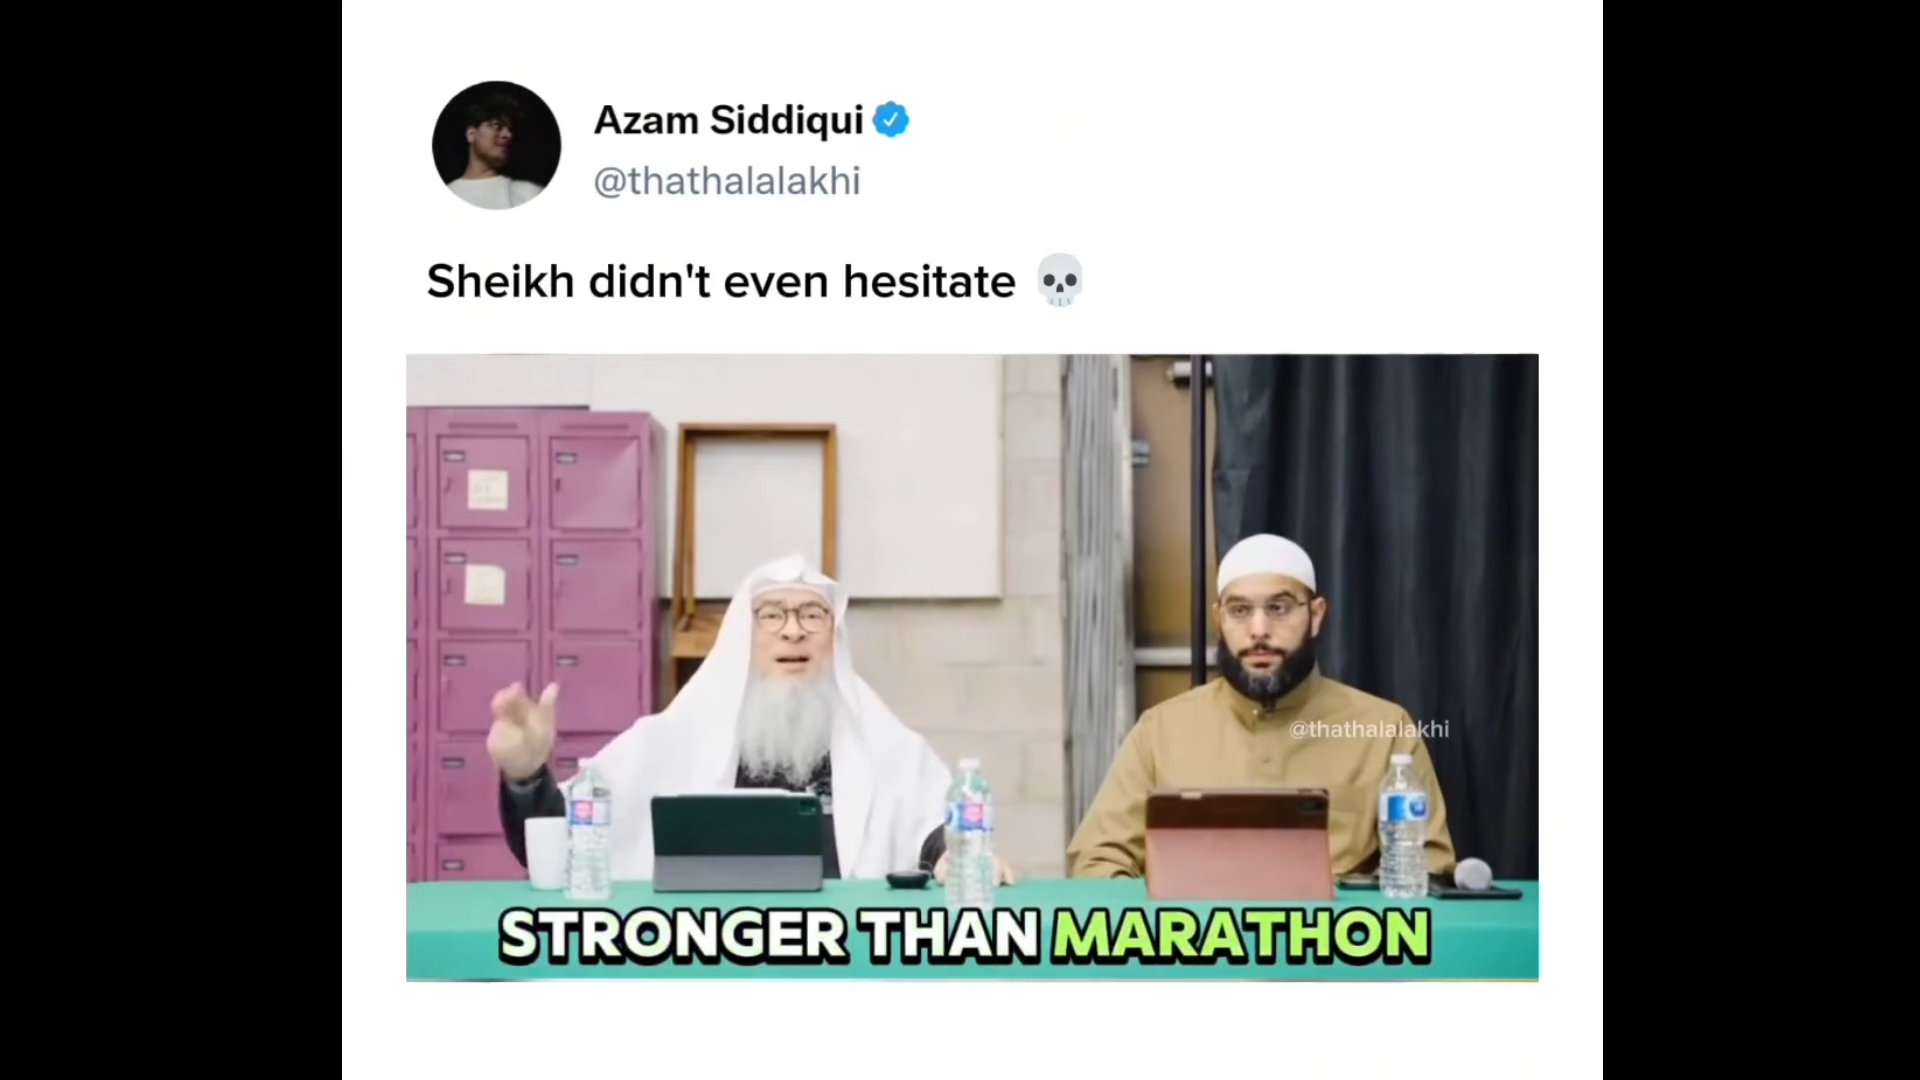 Azam Siddiqui
@thathalalakhi
Sheikh didn't even hesitate 💀
@thathalalakhi
STRONGER THAN MARATHON